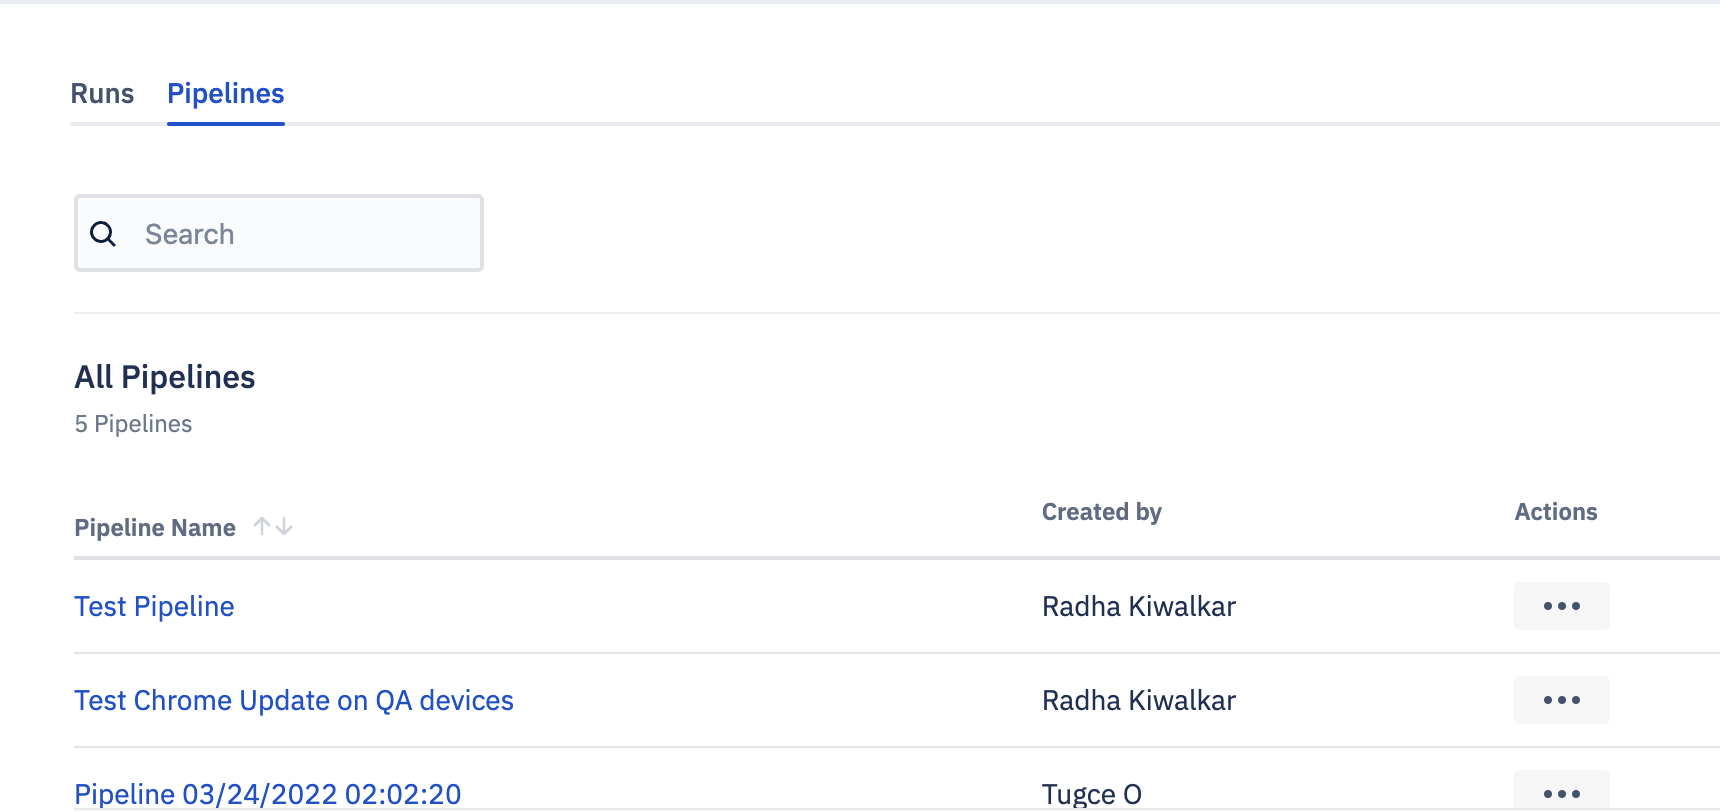 Runs Pipelines
Search
All Pipelines
5 Pipelines
Pipeline Name Created by Actions
Test Pipeline Radha Kiwalkar
Test Chrome Update on QA devices Radha Kiwalkar
Pipeline 03/24/2022 02:02:20 Tugce O